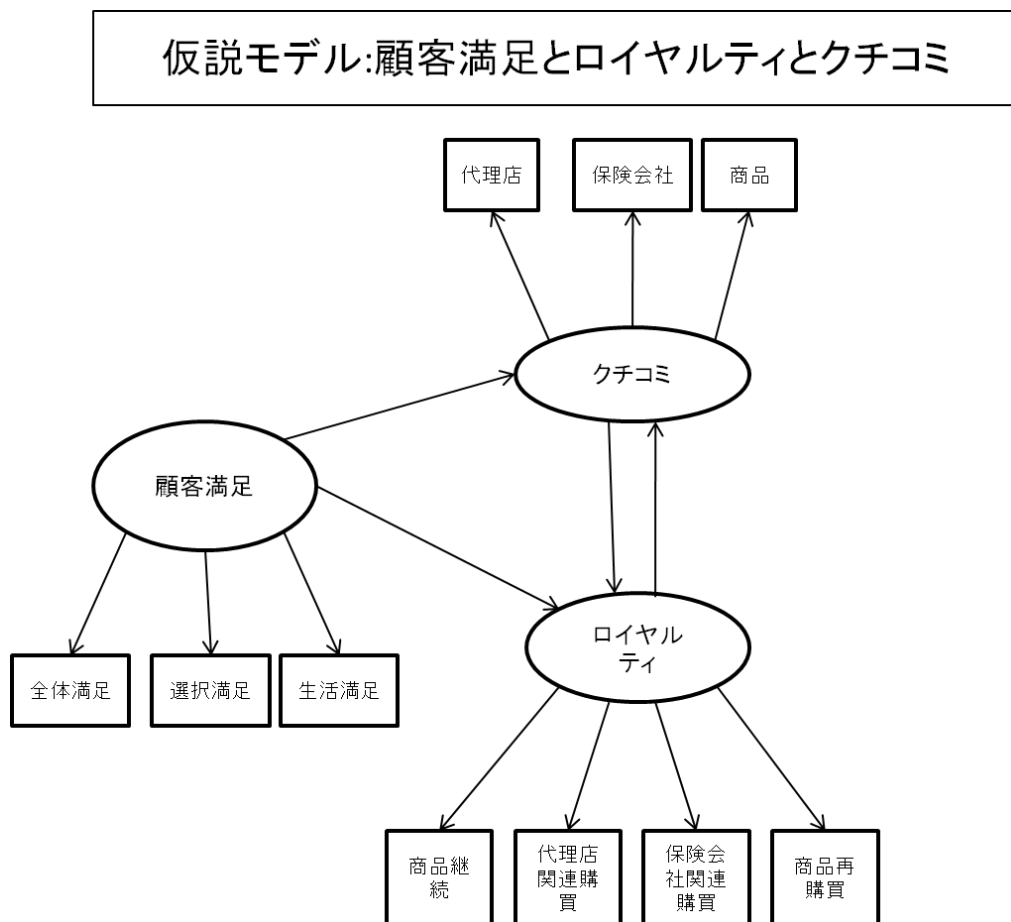 仮説モデル:顧客満足とロイヤルティとクチコミ
代理店
保険会社
商品
クチコミ
顧客満足
ロイヤル
ティ
全体満足
選択満足
生活満足
商品継
続
代理店
関連購
買
保険会
社関連
購買
商品再
購買